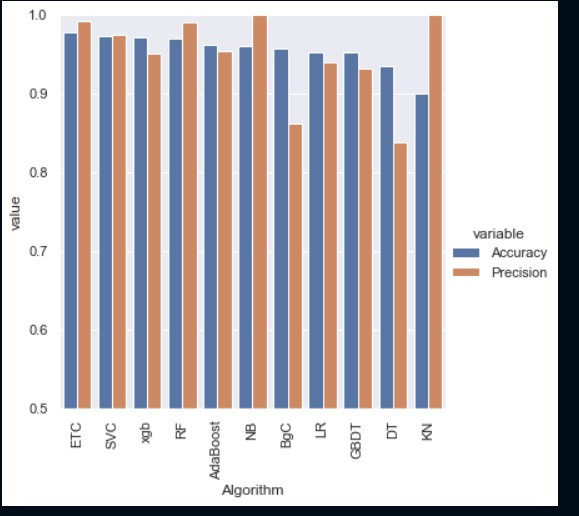 1.0
0.9
0.8
0.7
0.6
0.5
value
ETC
SVC
xgb
RF
AdaBoost
NB
BgC
LR
GBDT
DT
KN
Algorithm
variable
Accuracy
Precision